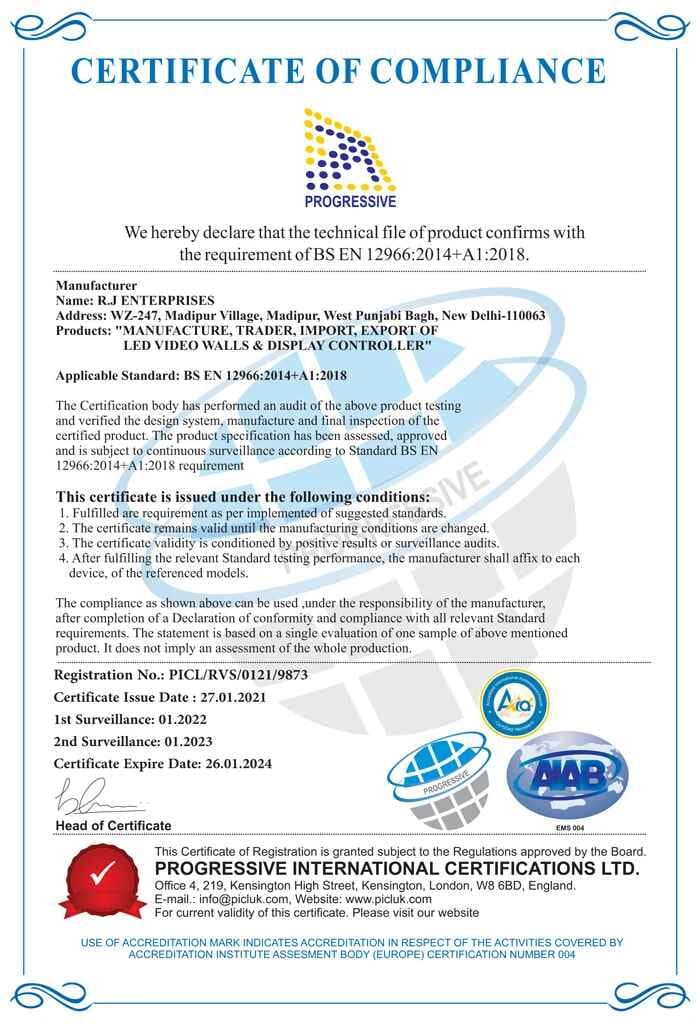 CERTIFICATE OF COMPLIANCE
PROGRESSIVE
We hereby declare that the technical file of product confirms with
the requirement of BS EN 12966:2014+A1:2018.
Manufacturer
Name: R.J ENTERPRISES
Address: WZ-247, Madipur Village, Madipur, West Punjabi Bagh, New Delhi-110063
Products: "MANUFACTURE, TRADER, IMPORT, EXPORT OF
LED VIDEO WALLS & DISPLAY CONTROLLER"
Applicable Standard: BS EN 12966:2014+A1:2018
The Certification body has performed an audit of the above product testing
and verified the design system, manufacture and final inspection of the
certified product. The product specification has been assessed, approved
and is subject to continuous surveillance according to Standard BS EN
12966:2014+A1:2018 requirement
PROGRESSIVE
This certificate is issued under the following conditions:
1. Fulfilled are requirement as per implemented of suggested standards.
2. The certificate remains valid until the manufacturing conditions are changed.
3. The certificate validity is conditioned by positive results or surveillance audits.
4. After fulfilling the relevant Standard testing performance, the manufacturer shall affix to each
device, of the referenced models.
The compliance as shown above can be used ,under the responsibility of the manufacturer,
after completion of a Declaration of conformity and compliance with all relevant Standard
requirements. The statement is based on a single evaluation of one sample of above mentioned
product. It does not imply an assessment of the whole production.
Registration No.: PICL/RVS/0121/9873
Certificate Issue Date : 27.01.2021
1st Surveillance: 01.2022
2nd Surveillance: 01.2023
Certificate Expire Date: 26.01.2024
PROGRESSIVE
AIAB
EMS 004
Head of Certificate
This Certificate of Registration is granted subject to the Regulations approved by the Board.
PROGRESSIVE INTERNATIONAL CERTIFICATIONS LTD.
Office 4, 219, Kensington High Street, Kensington, London, W8 6BD, England.
E-mail.: info@picluk.com, Website: www.picluk.com
For current validity of this certificate. Please visit our website
USE OF ACCREDITATION MARK INDICATES ACCREDITATION IN RESPECT OF THE ACTIVITIES COVERED BY
ACCREDITATION INSTITUTE ASSESMENT BODY (EUROPE) CERTIFICATION NUMBER 004